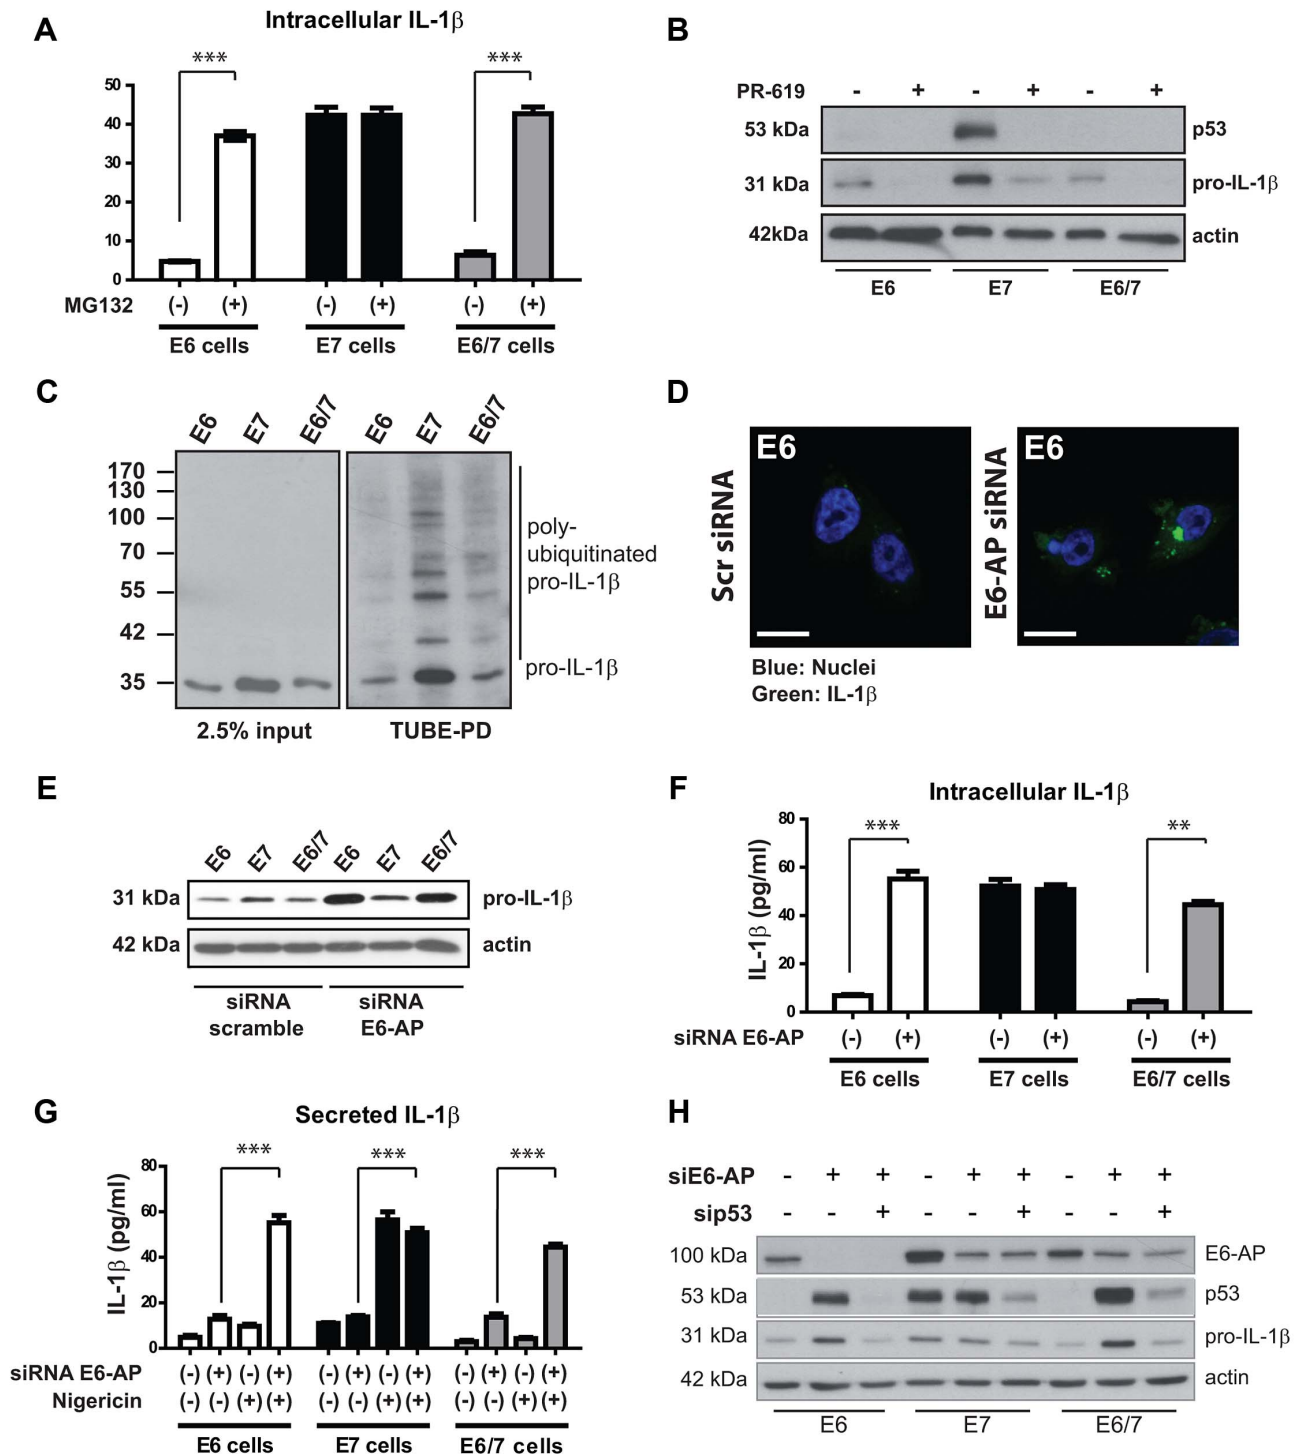 A
Intracellular IL-1β
***
***
50
40
30
20
10
0
MG132
(-) (+) (-) (+) (-) (+)
E6 cells E7 cells E6/7 cells
B
PR-619 - + - + - +
53 kDa p53
31 kDa pro-IL-1β
42kDa actin
E6 E7 E6/7
C
E6 E7 E6/7 E6 E7 E6/7
170
130
100
70
55
42
35
poly-
ubiquitinated
pro-IL-1β
pro-IL-1β
2.5% input TUBE-PD
D
Scr siRNA
E6
E6-AP siRNA
E6
Blue: Nuclei
Green: IL-1β
E
E6 E7 E6/7 E6 E7 E6/7
31 kDa pro-IL-1β
42 kDa actin
siRNA siRNA
scramble E6-AP
F
Intracellular IL-1β
IL-1β (pg/ml)
***
**
80
60
40
20
0
siRNA E6-AP (-) (+) (-) (+) (-) (+)
E6 cells E7 cells E6/7 cells
G
Secreted IL-1β
IL-1β (pg/ml)
*** *** ***
80
60
40
20
0
siRNA E6-AP (-) (+) (-) (+) (-) (+) (-) (+) (-) (+) (-) (+)
Nigericin (-) (-) (+) (+) (-) (-) (+) (+) (-) (-) (+) (+)
E6 cells E7 cells E6/7 cells
H
siE6-AP - + + - + + - + +
sip53 - - + - - + - - +
100 kDa E6-AP
53 kDa p53
31 kDa pro-IL-1β
42 kDa actin
E6 E7 E6/7